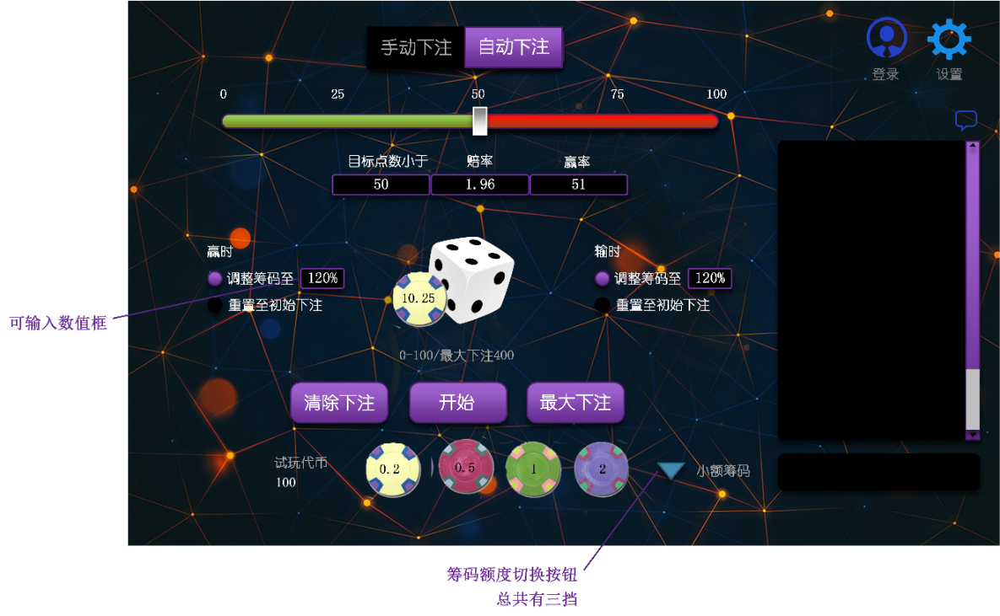 手动下注 自动下注
登录 设置
0 25 50 75 100
目标点数小于 赔率 赢率
50 1.96 51
赢时 输时
调整筹码至 120% 调整筹码至 120%
重置至初始下注 重置至初始下注
10.25
可输入数值框
0-100/最大下注400
清除下注 开始 最大下注
试玩代币
100
0.2 0.5 1 2
小额筹码
筹码额度切换按钮
总共有三挡